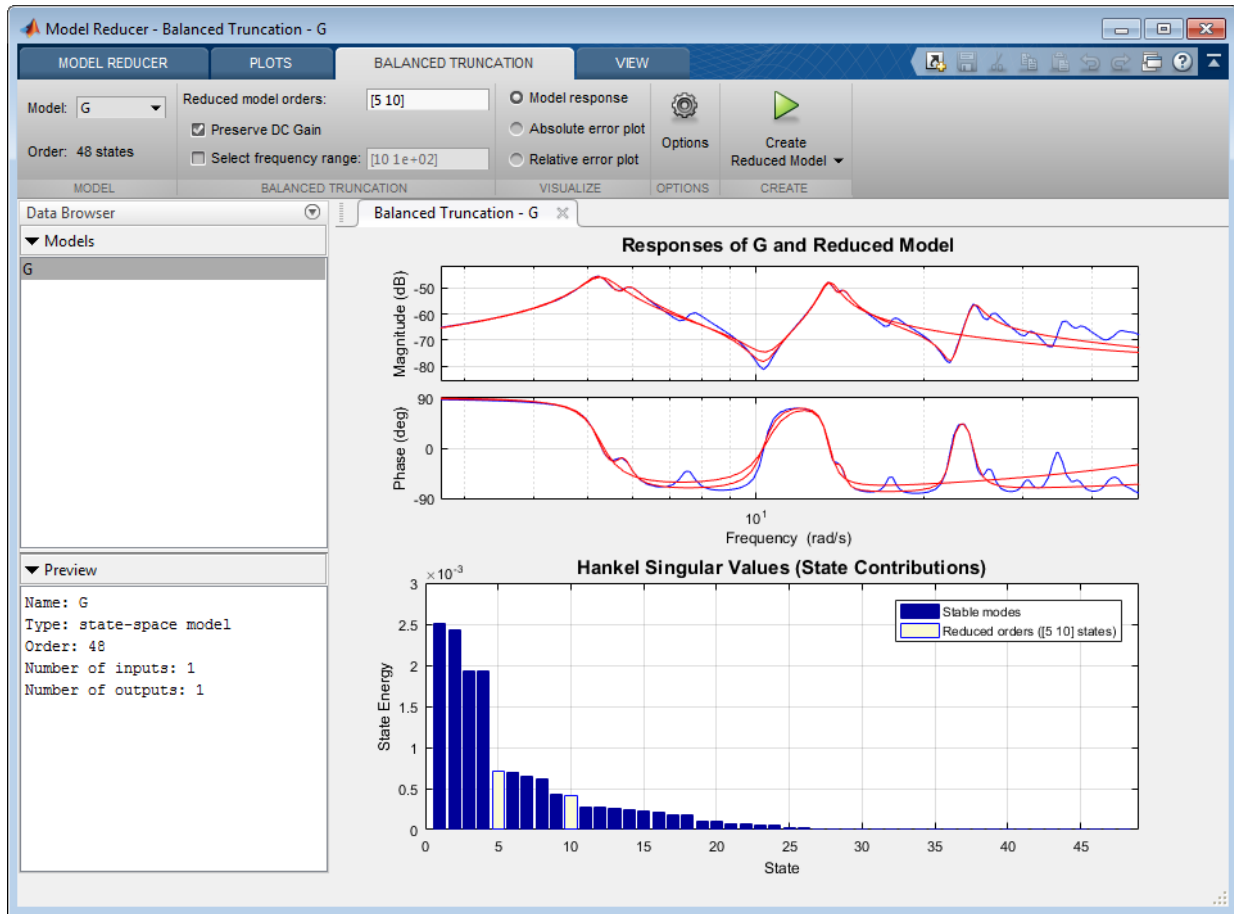 Model Reducer - Balanced Truncation - G
MODEL REDUCER
PLOTS
BALANCED TRUNCATION
VIEW
Model: G
Order: 48 states
MODEL
Reduced model orders: [5 10]
Preserve DC Gain
Select frequency range: [10 1e+02]
BALANCED TRUNCATION
Model response
Absolute error plot
Relative error plot
VISUALIZE
Options
OPTIONS
Create
Reduced Model
CREATE
Data Browser
Models
G
Preview
Name: G
Type: state-space model
Order: 48
Number of inputs: 1
Number of outputs: 1
Balanced Truncation - G
Responses of G and Reduced Model
Magnitude (dB)
-50
-60
-70
-80
Phase (deg)
90
0
-90
10¹
Frequency (rad/s)
Hankel Singular Values (State Contributions)
×10⁻³
State Energy
3
2.5
2
1.5
1
0.5
0
Stable modes
Reduced orders ([5 10] states)
0 5 10 15 20 25 30 35 40 45
State